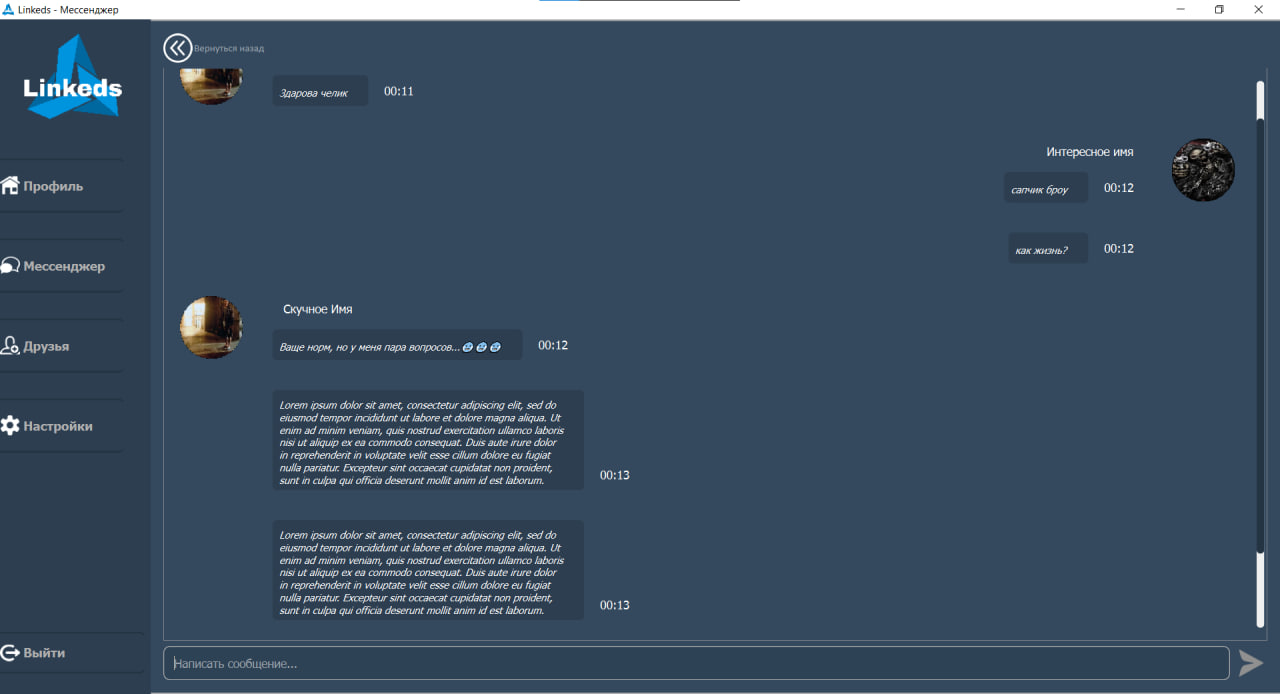 Linkeds - Мессенджер
Linkeds
Вернуться назад
Профиль
Мессенджер
Друзья
Настройки
Выйти
Здарова челик 00:11
Интересное имя
сапчик броу 00:12
как жизнь? 00:12
Скучное Имя
Ваще норм, но у меня пара вопросов...🌚🌚🌚 00:12
Lorem ipsum dolor sit amet, consectetur adipiscing elit, sed do
eiusmod tempor incididunt ut labore et dolore magna aliqua. Ut
enim ad minim veniam, quis nostrud exercitation ullamco laboris
nisi ut aliquip ex ea commodo consequat. Duis aute irure dolor
in reprehenderit in voluptate velit esse cillum dolore eu fugiat
nulla pariatur. Excepteur sint occaecat cupidatat non proident,
sunt in culpa qui officia deserunt mollit anim id est laborum.
00:13
Lorem ipsum dolor sit amet, consectetur adipiscing elit, sed do
eiusmod tempor incididunt ut labore et dolore magna aliqua. Ut
enim ad minim veniam, quis nostrud exercitation ullamco laboris
nisi ut aliquip ex ea commodo consequat. Duis aute irure dolor
in reprehenderit in voluptate velit esse cillum dolore eu fugiat
nulla pariatur. Excepteur sint occaecat cupidatat non proident,
sunt in culpa qui officia deserunt mollit anim id est laborum.
00:13
Написать сообщение...